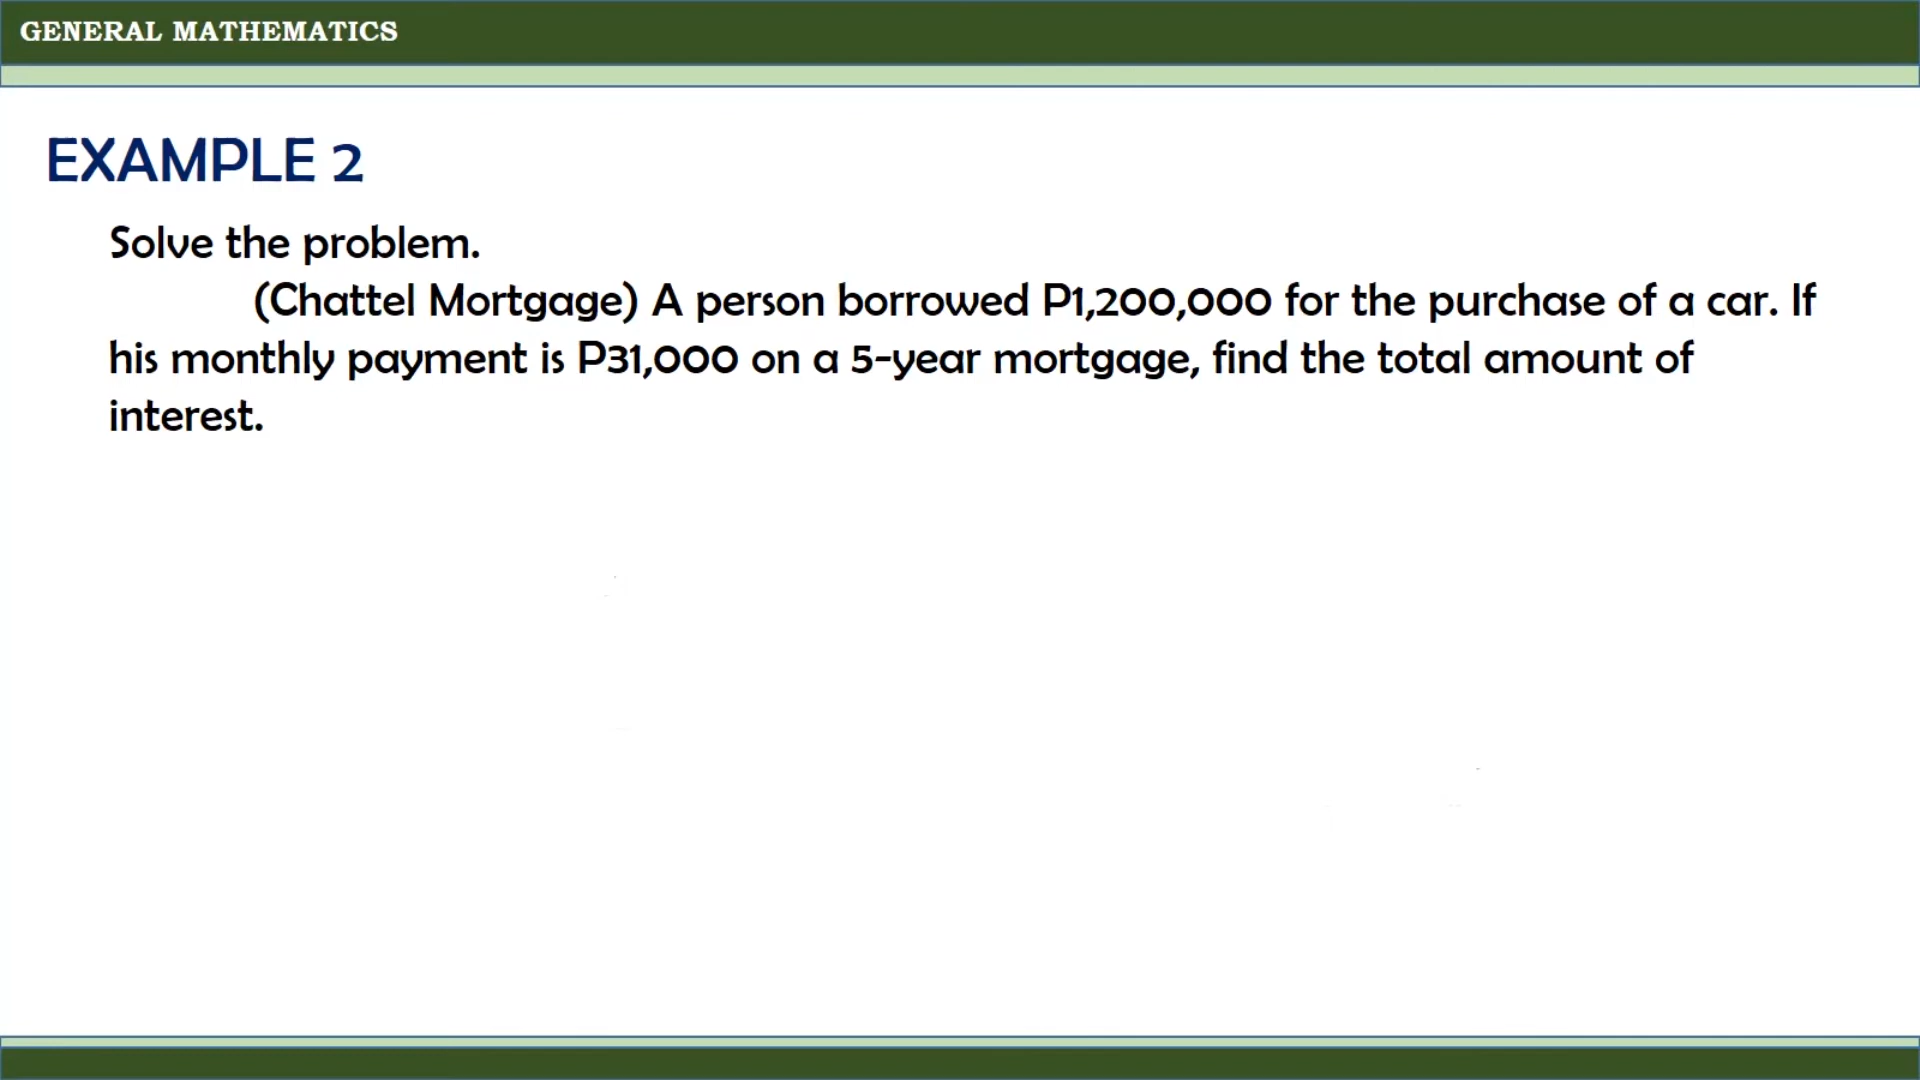 GENERAL MATHEMATICS
EXAMPLE 2
Solve the problem.
(Chattel Mortgage) A person borrowed P1,200,000 for the purchase of a car. If
his monthly payment is P31,000 on a 5-year mortgage, find the total amount of
interest.